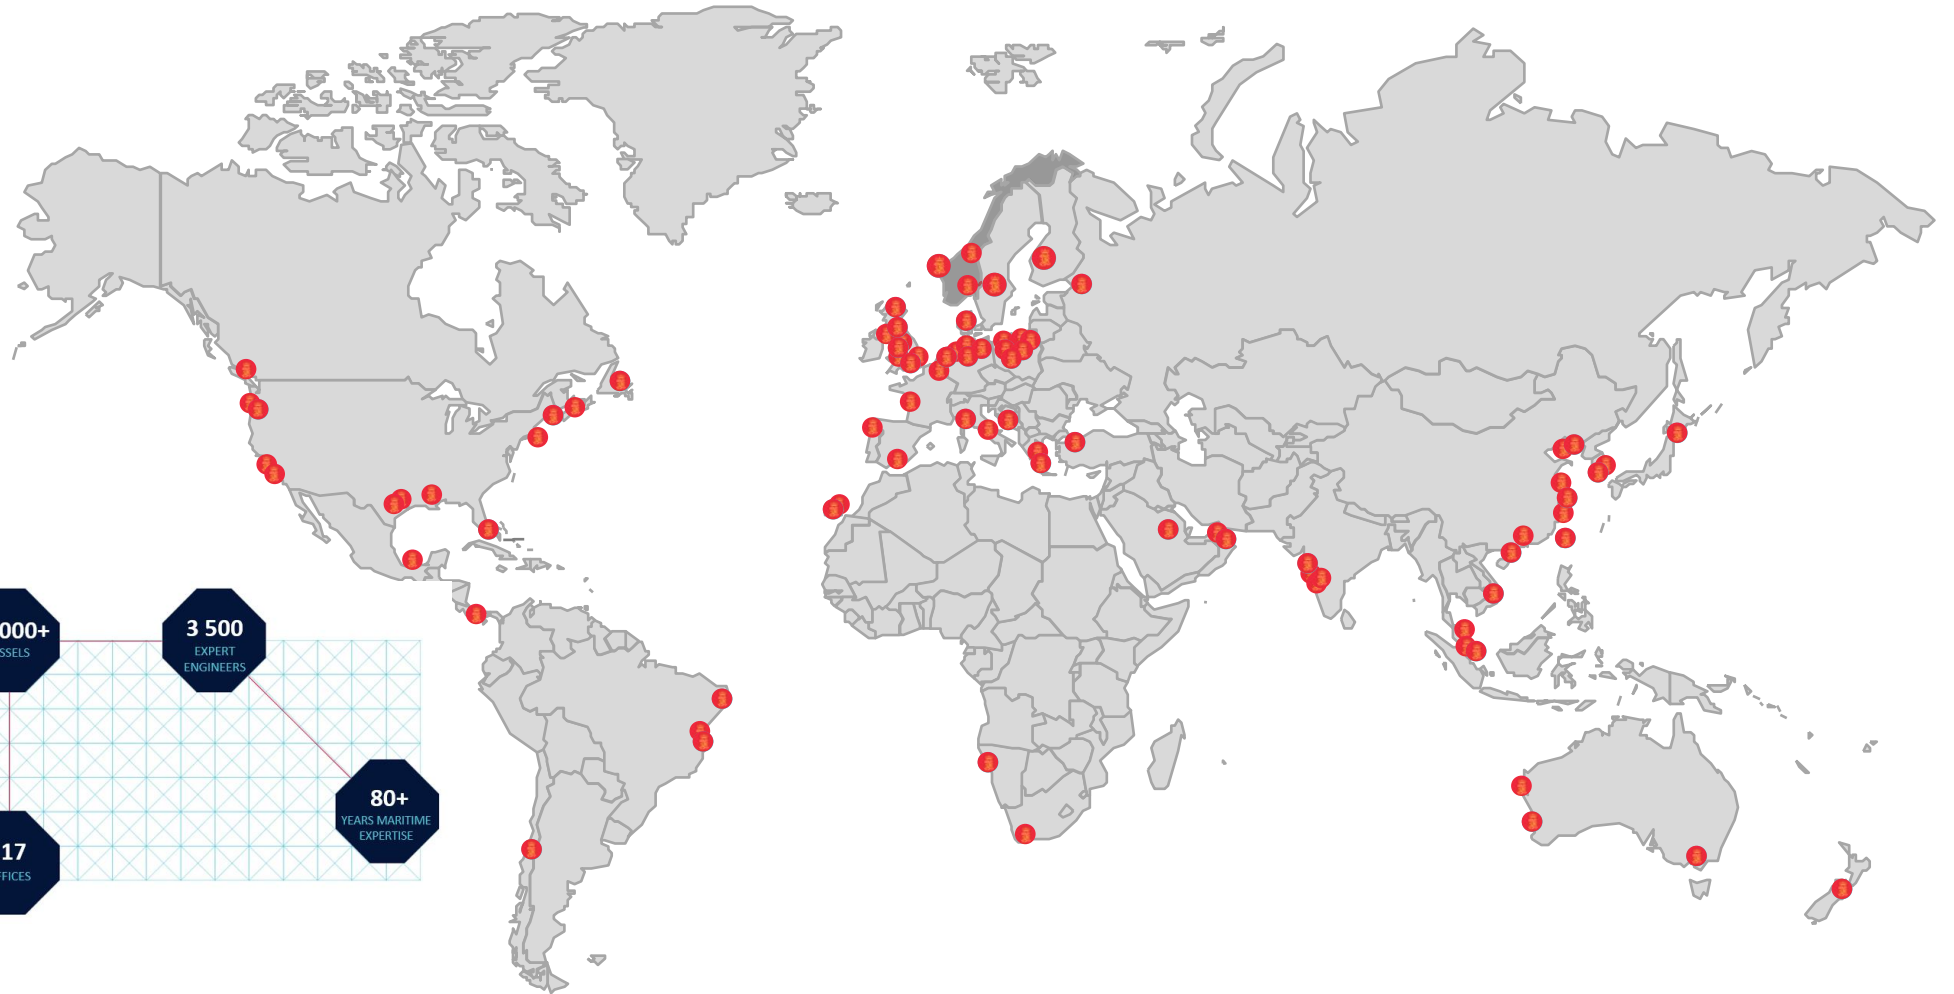 000+
SSELS
3 500
EXPERT
ENGINEERS
80+
YEARS MARITIME
EXPERTISE
17
FFICES